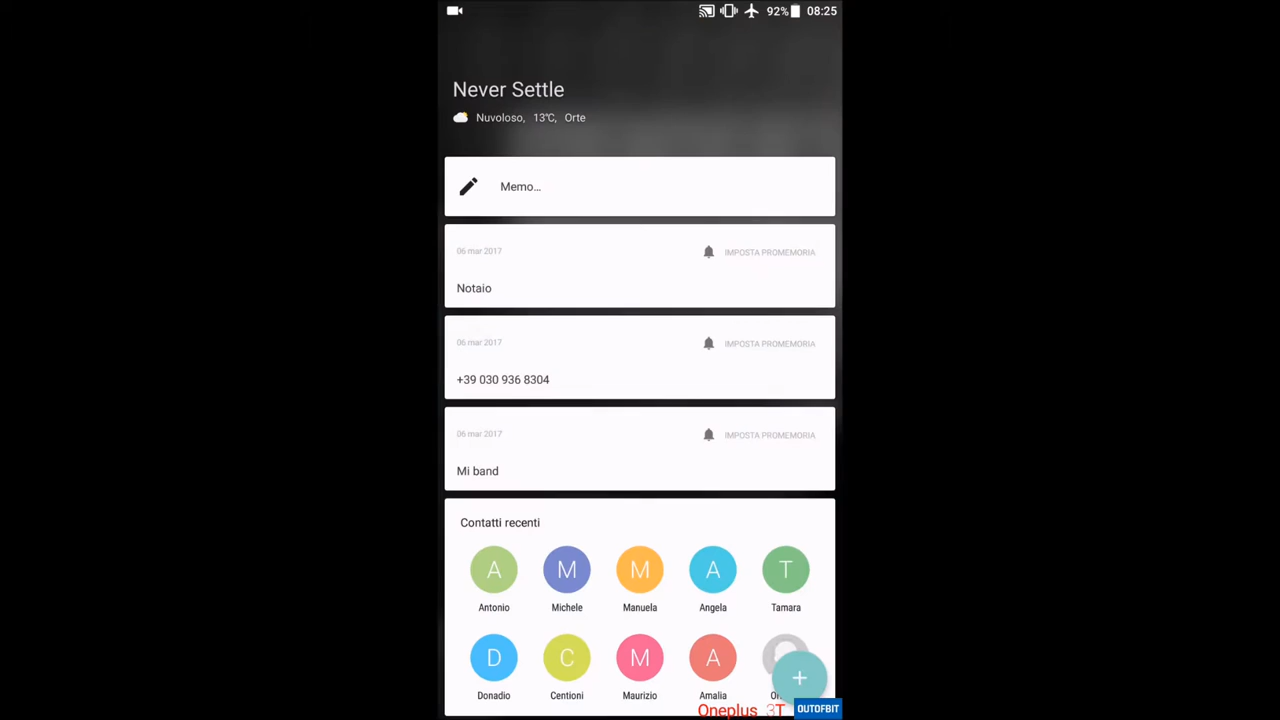 92% 08:25
Never Settle
Nuvoloso, 13°C, Orte
Memo...
06 mar 2017 IMPOSTA PROMEMORIA
Notaio
06 mar 2017 IMPOSTA PROMEMORIA
+39 030 936 8304
06 mar 2017 IMPOSTA PROMEMORIA
Mi band
Contatti recenti
A M M A T
Antonio Michele Manuela Angela Tamara
D C M A
Donadio Centioni Maurizio Amalia
Oneplus 3T OUTOFBIT